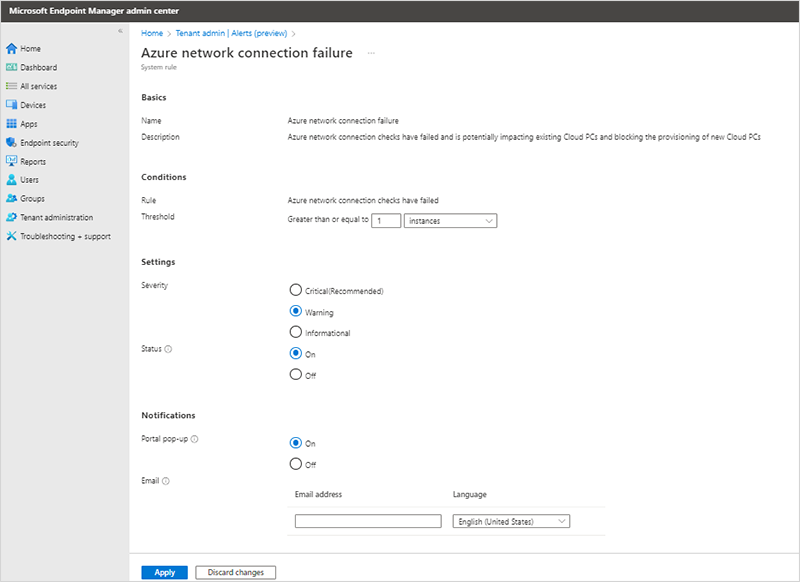 Microsoft Endpoint Manager admin center
«
Home
Dashboard
All services
Devices
Apps
Endpoint security
Reports
Users
Groups
Tenant administration
Troubleshooting + support
Home > Tenant admin | Alerts (preview) >
Azure network connection failure ...
System rule
Basics
Name Azure network connection failure
Description Azure network connection checks have failed and is potentially impacting existing Cloud PCs and blocking the provisioning of new Cloud PCs
Conditions
Rule Azure network connection checks have failed
Threshold Greater than or equal to 1 instances
Settings
Severity
Critical(Recommended)
Warning
Informational
Status
On
Off
Notifications
Portal pop-up
On
Off
Email
Email address Language
English (United States)
Apply Discard changes